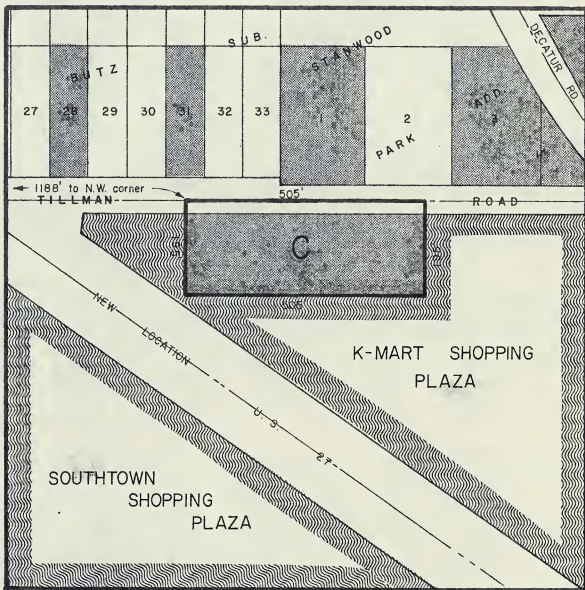 SUB.
BUTZ
STANWOOD
DECATUR RD.
27 28 29 30 31 32 33
1 2 3
PARK
ADD.
1188' to N.W. corner
505'
TILLMAN
ROAD
C
505'
NEW LOCATION
U. S. 27
K-MART SHOPPING
PLAZA
SOUTHTOWN
SHOPPING
PLAZA